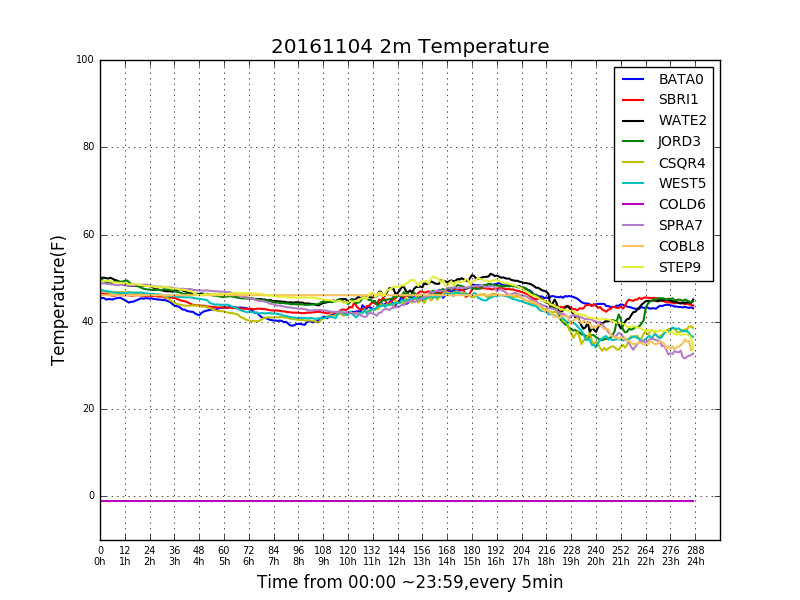 20161104 2m Temperature
BATA0
SBRI1
WATE2
JORD3
CSQR4
WEST5
COLD6
SPRA7
COBL8
STEP9
Temperature(F)
100
80
60
40
20
0
0 12 24 36 48 60 72 84 96 108 120 132 144 156 168 180 192 204 216 228 240 252 264 276 288
0h 1h 2h 3h 4h 5h 6h 7h 8h 9h 10h 11h 12h 13h 14h 15h 16h 17h 18h 19h 20h 21h 22h 23h 24h
Time from 00:00 ~23:59,every 5min